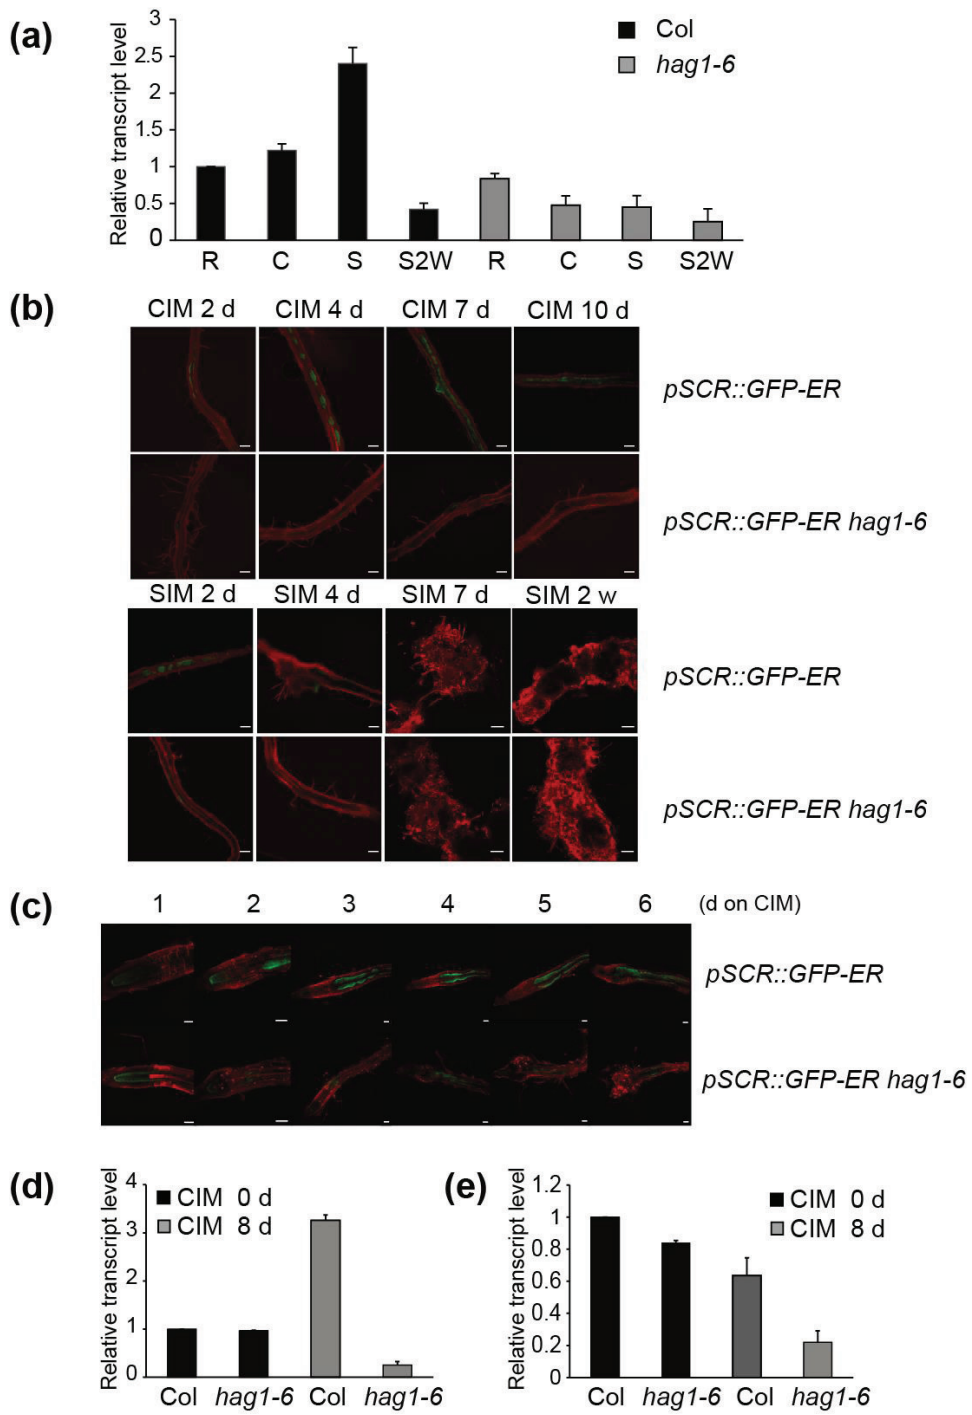 (a)
Relative transcript level
3
2.5
2
1.5
1
0.5
0
Col
hag1-6
R C S S2W R C S S2W
(b)
CIM 2 d CIM 4 d CIM 7 d CIM 10 d
pSCR::GFP-ER
pSCR::GFP-ER hag1-6
SIM 2 d SIM 4 d SIM 7 d SIM 2 w
pSCR::GFP-ER
pSCR::GFP-ER hag1-6
(c)
1 2 3 4 5 6 (d on CIM)
pSCR::GFP-ER
pSCR::GFP-ER hag1-6
(d)
Relative transcript level
4
3
2
1
0
CIM 0 d
CIM 8 d
Col hag1-6 Col hag1-6
(e)
Relative transcript level
1.2
1
0.8
0.6
0.4
0.2
0
CIM 0 d
CIM 8 d
Col hag1-6 Col hag1-6